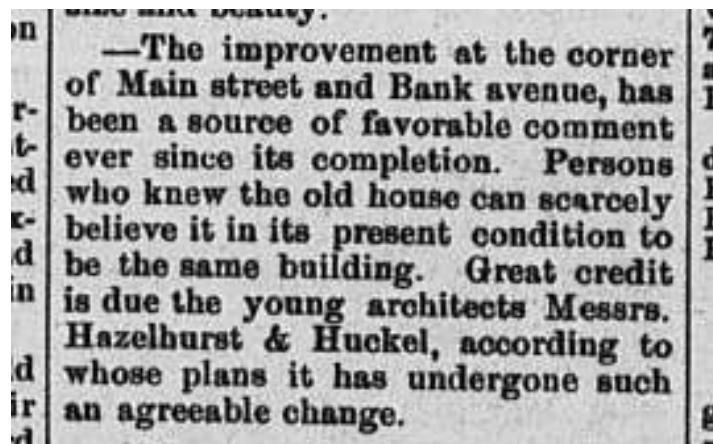 size and beauty.
—The improvement at the corner
of Main street and Bank avenue, has
been a source of favorable comment
ever since its completion. Persons
who knew the old house can scarcely
believe it in its present condition to
be the same building. Great credit
is due the young architects Messrs.
Hazelhurst & Huckel, according to
whose plans it has undergone such
an agreeable change.